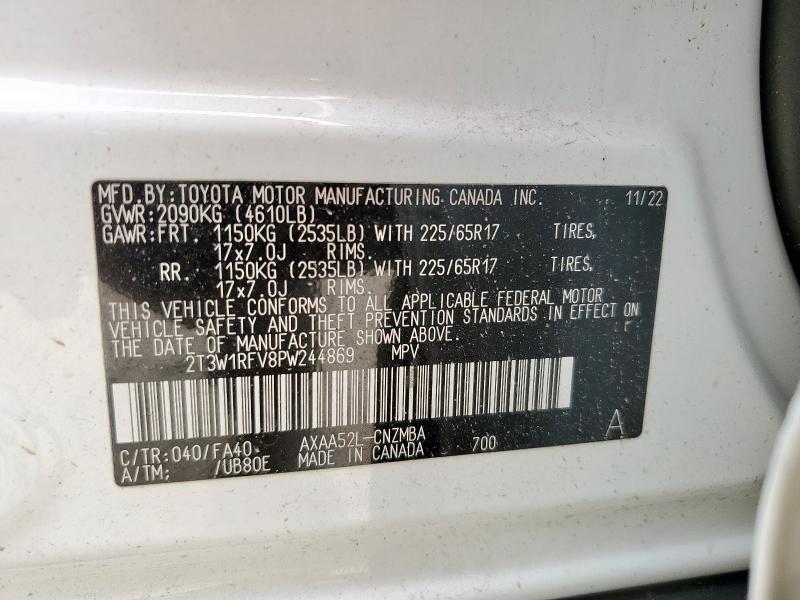 MFD.BY:TOYOTA MOTOR MANUFACTURING CANADA INC. 11/22
GVWR:2090KG (4610LB)
GAWR:FRT. 1150KG (2535LB) WITH 225/65R17 TIRES,
17x7.0J RIMS.
RR. 1150KG (2535LB) WITH 225/65R17 TIRES,
17x7.0J RIMS.
THIS VEHICLE CONFORMS TO ALL APPLICABLE FEDERAL MOTOR
VEHICLE SAFETY AND THEFT PREVENTION STANDARDS IN EFFECT ON
THE DATE OF MANUFACTURE SHOWN ABOVE.
2T3W1RFV8PW244869 MPV
C/TR:040/FA40 AXAA52L-CNZMBA 700 A
A/TM: /UB80E MADE IN CANADA